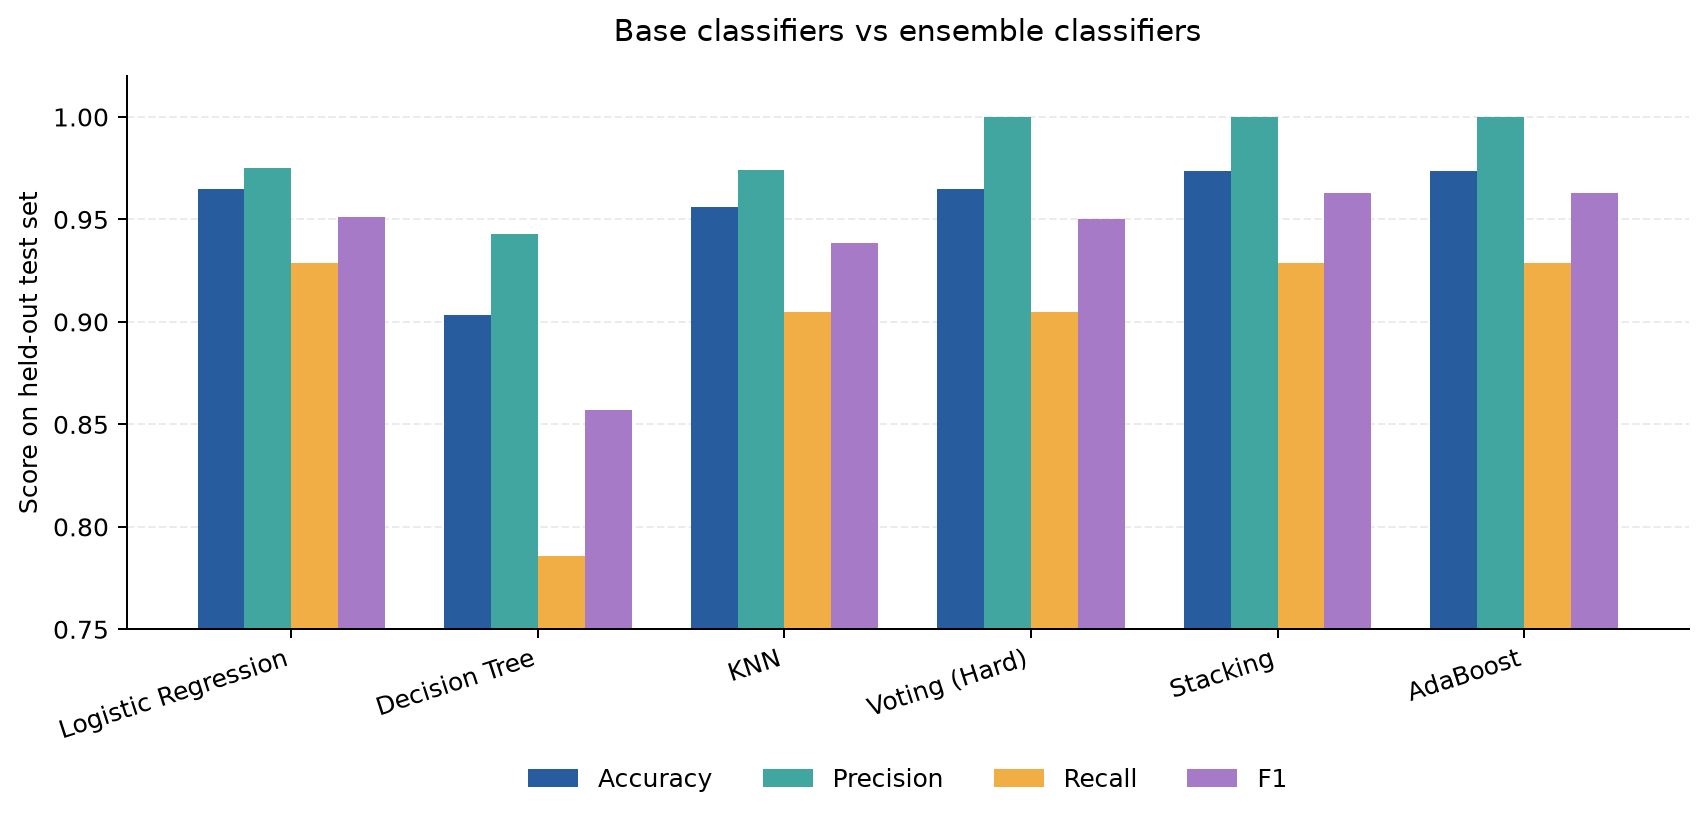 Base classifiers vs ensemble classifiers
Score on held-out test set
1.00
0.95
0.90
0.85
0.80
0.75
Logistic Regression
Decision Tree
KNN
Voting (Hard)
Stacking
AdaBoost
Accuracy
Precision
Recall
F1